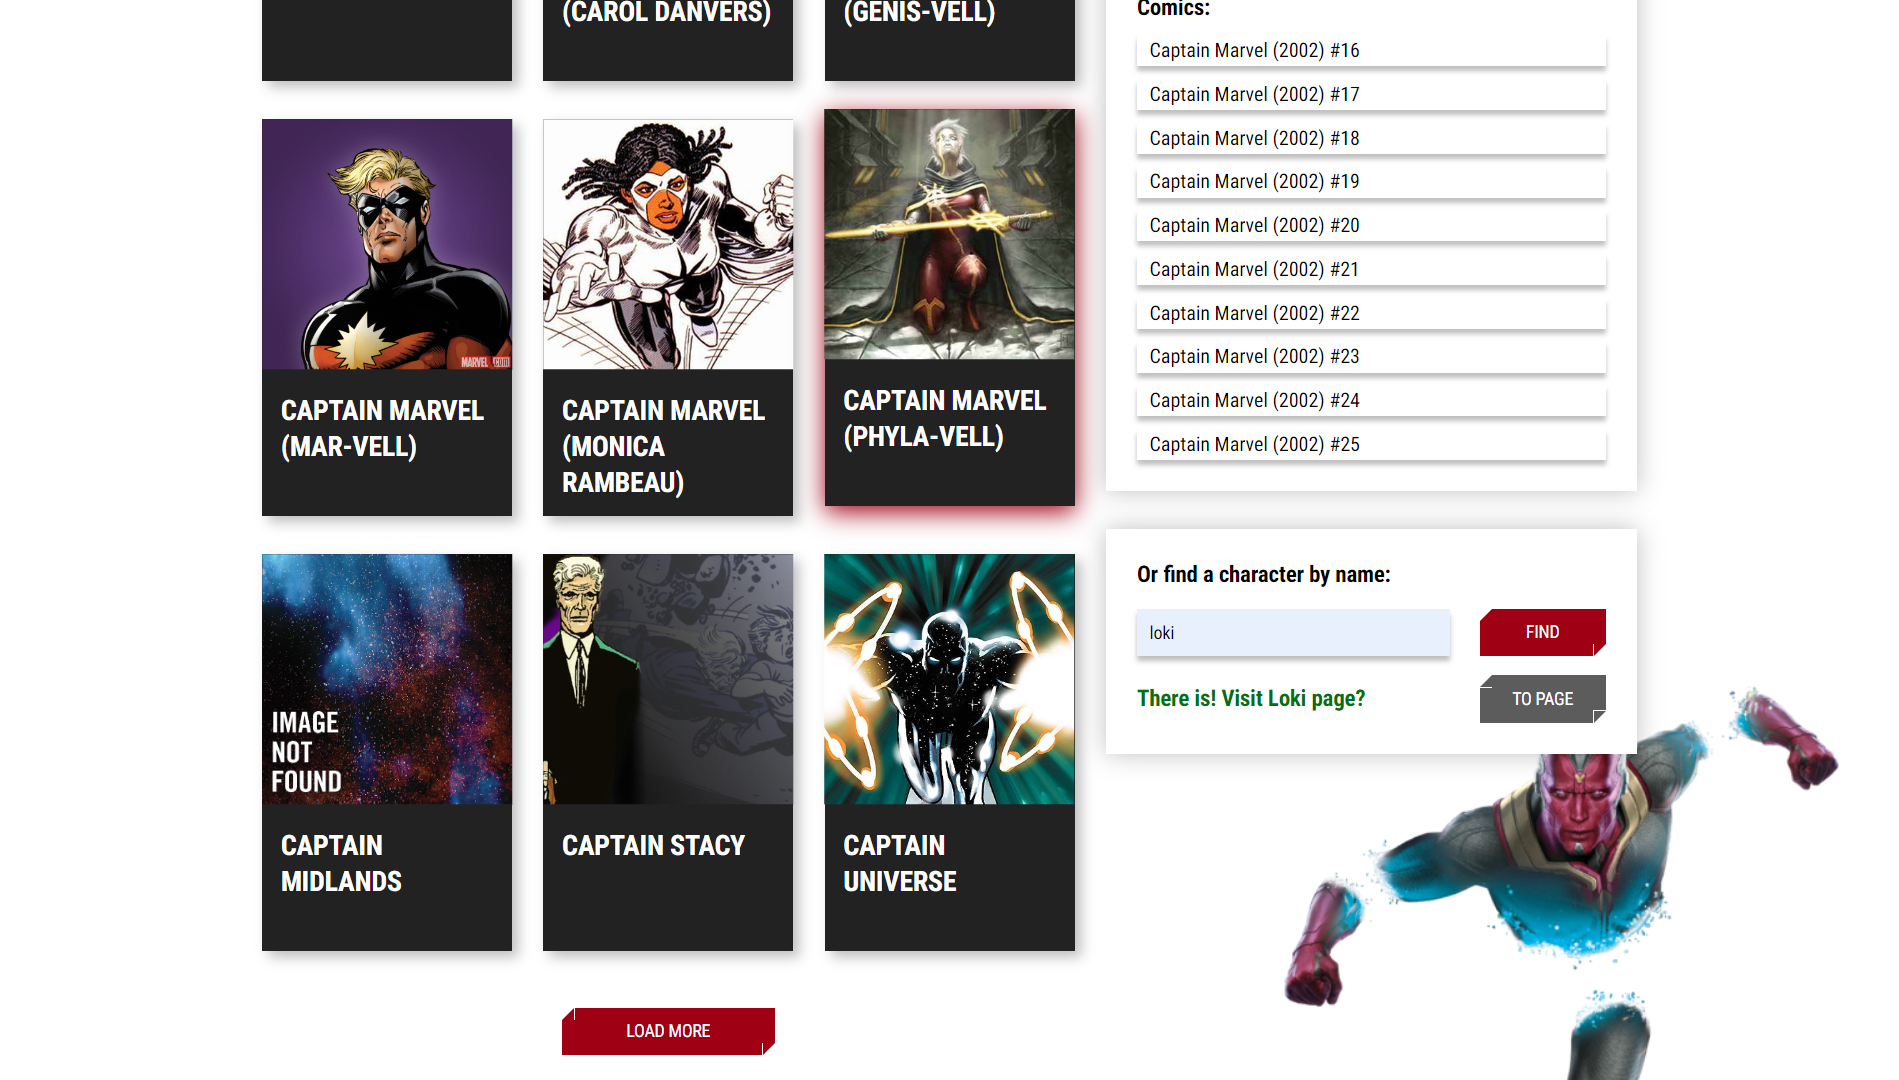 (CAROL DANVERS)
(GENIS-VELL)
MARVEL.COM
CAPTAIN MARVEL
(MAR-VELL)
CAPTAIN MARVEL
(MONICA
RAMBEAU)
CAPTAIN MARVEL
(PHYLA-VELL)
IMAGE
NOT
FOUND
CAPTAIN
MIDLANDS
CAPTAIN STACY
CAPTAIN
UNIVERSE
LOAD MORE
Comics:
Captain Marvel (2002) #16
Captain Marvel (2002) #17
Captain Marvel (2002) #18
Captain Marvel (2002) #19
Captain Marvel (2002) #20
Captain Marvel (2002) #21
Captain Marvel (2002) #22
Captain Marvel (2002) #23
Captain Marvel (2002) #24
Captain Marvel (2002) #25
Or find a character by name:
loki
FIND
There is! Visit Loki page?
TO PAGE